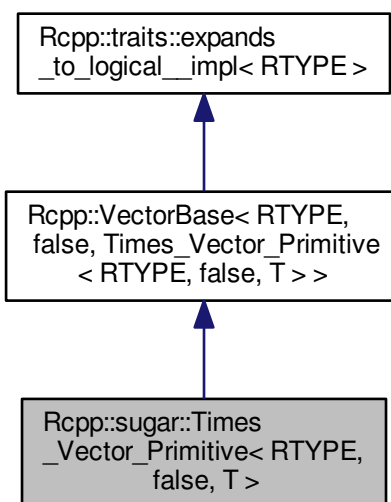 Rcpp::traits::expands
_to_logical__impl< RTYPE >
Rcpp::VectorBase< RTYPE,
false, Times_Vector_Primitive
< RTYPE, false, T > >
Rcpp::sugar::Times
_Vector_Primitive< RTYPE,
false, T >